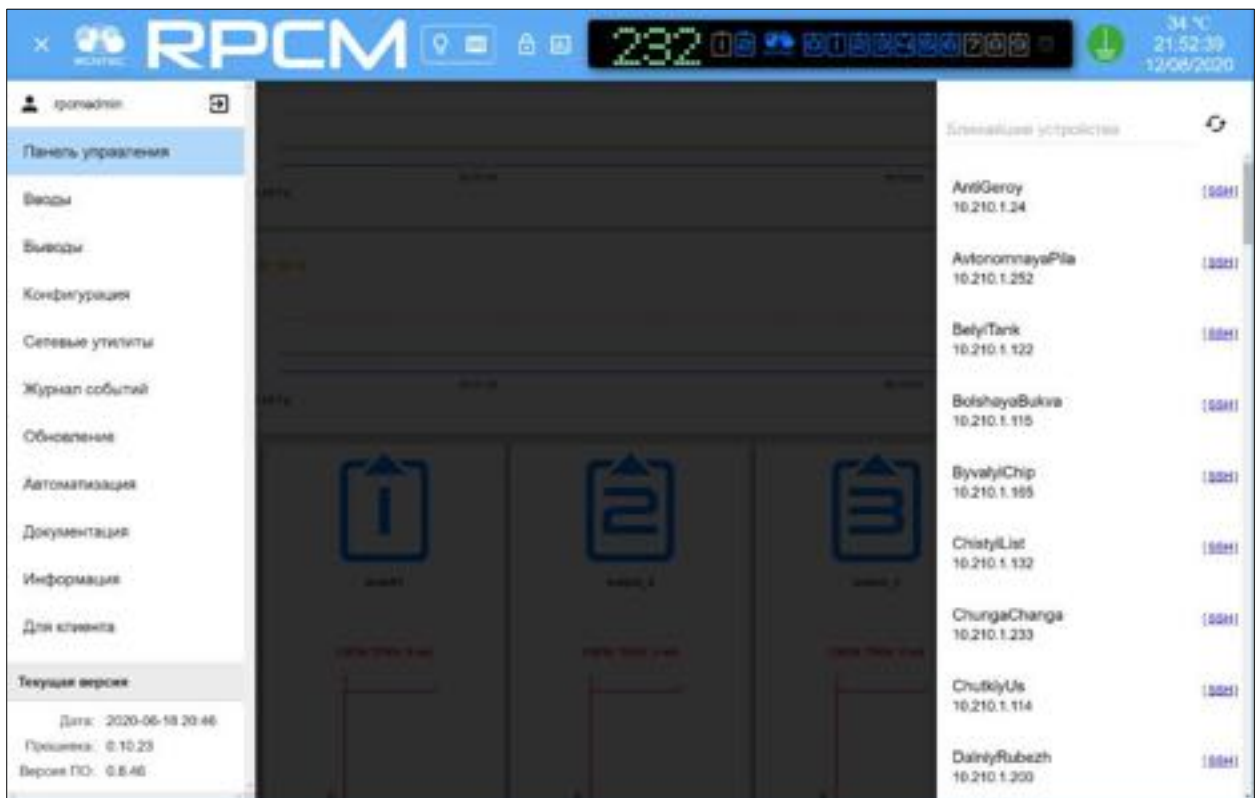 RPCM
232
34 °C
21:52:39
12/08/2020
rpcmadmin
Панель управления
Вводы
Выводы
Конфигурация
Сетевые утилиты
Журнал событий
Обновление
Автоматизация
Документация
Информация
Для клиента
Текущая версия
Дата: 2020-06-18 20:46
Прошивка: 0.10.23
Версия ПО: 0.8.46
1
2
3
Ближайшие устройства
AntiGeroy [SSH]
10.210.1.24
AvtonomnayaPila [SSH]
10.210.1.252
BelyiTank [SSH]
10.210.1.122
BolshayaBukva [SSH]
10.210.1.115
ByvalyiChip [SSH]
10.210.1.165
ChistyiList [SSH]
10.210.1.132
ChungaChanga [SSH]
10.210.1.233
ChutkiyUs [SSH]
10.210.1.114
DalniyRubezh [SSH]
10.210.1.200